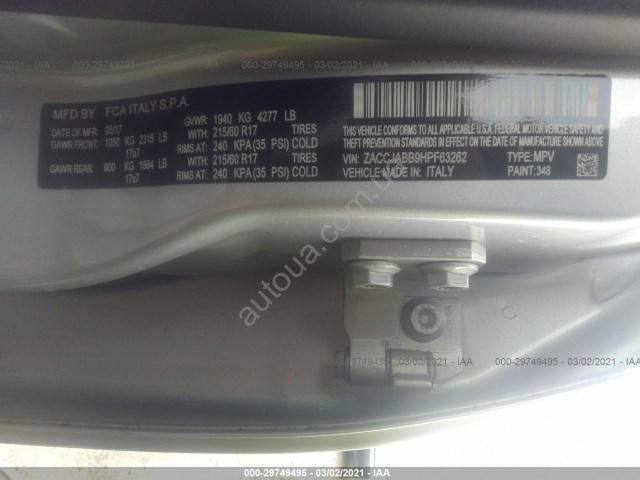 000-29749495 - 03/02/2021 - IAA
MFD BY FCA ITALY S.P.A.
DATE OF MFD: 05/17 GVWR: 1940 KG 4277 LB
GAWR FRONT: 1050 KG 2315 LB WITH: 215/60 R17 TIRES
17x7 RIMS AT: 240 KPA (35 PSI) COLD
GAWR REAR: 900 KG 1984 LB WITH: 215/60 R17 TIRES
17x7 RIMS AT: 240 KPA (35 PSI) COLD
THIS VEHICLE CONFORMS TO ALL APPLICABLE
FEDERAL MOTOR VEHICLE SAFETY, BUMPER, AND
THEFT PREVENTION STANDARDS IN EFFECT ON THE
DATE OF MANUFACTURE SHOWN ABOVE.
VIN: ZACCJABB9HPF63262 TYPE: MPV
VEHICLE MADE IN: ITALY PAINT: 348
autoua.com.ua
000-29749495 - 03/02/2021 - IAA
000-29749495 - 03/02/2021 - IAA
000-29749495 - 03/02/2021 - IAA